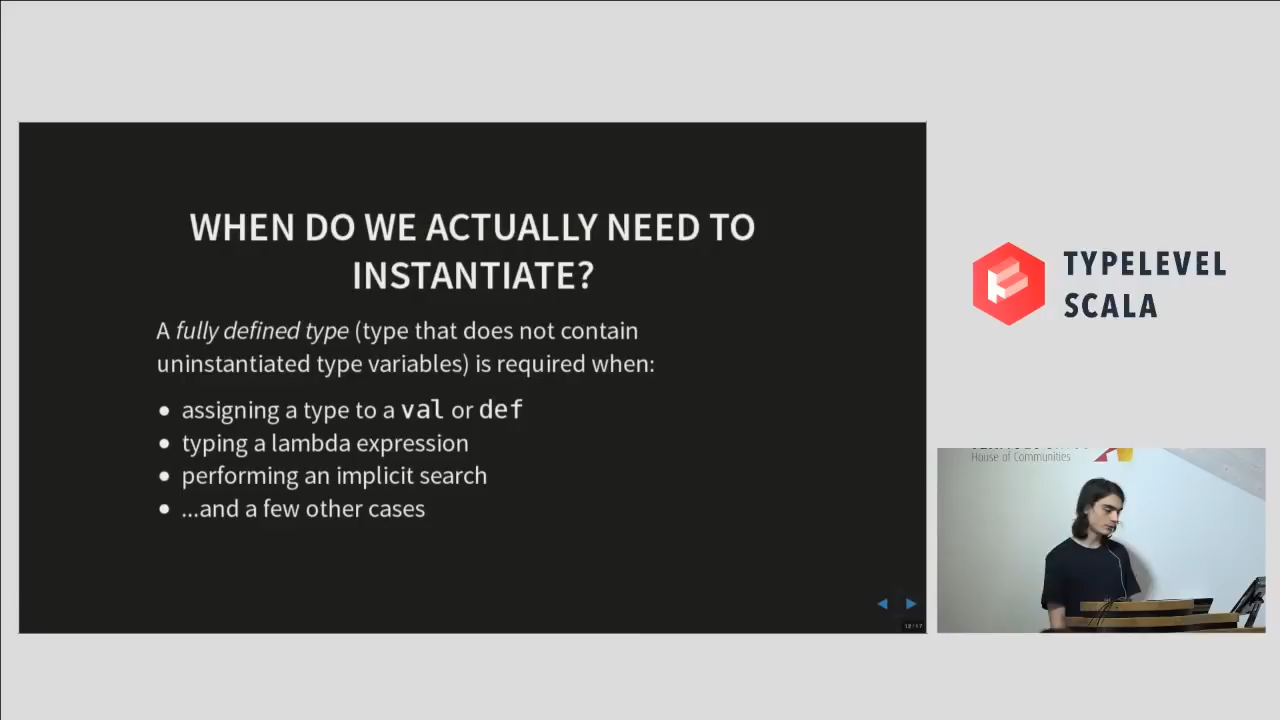 WHEN DO WE ACTUALLY NEED TO
INSTANTIATE?
A fully defined type (type that does not contain
uninstantiated type variables) is required when:
• assigning a type to a val or def
• typing a lambda expression
• performing an implicit search
• ...and a few other cases
12/17
TYPELEVEL
SCALA
House of Communities